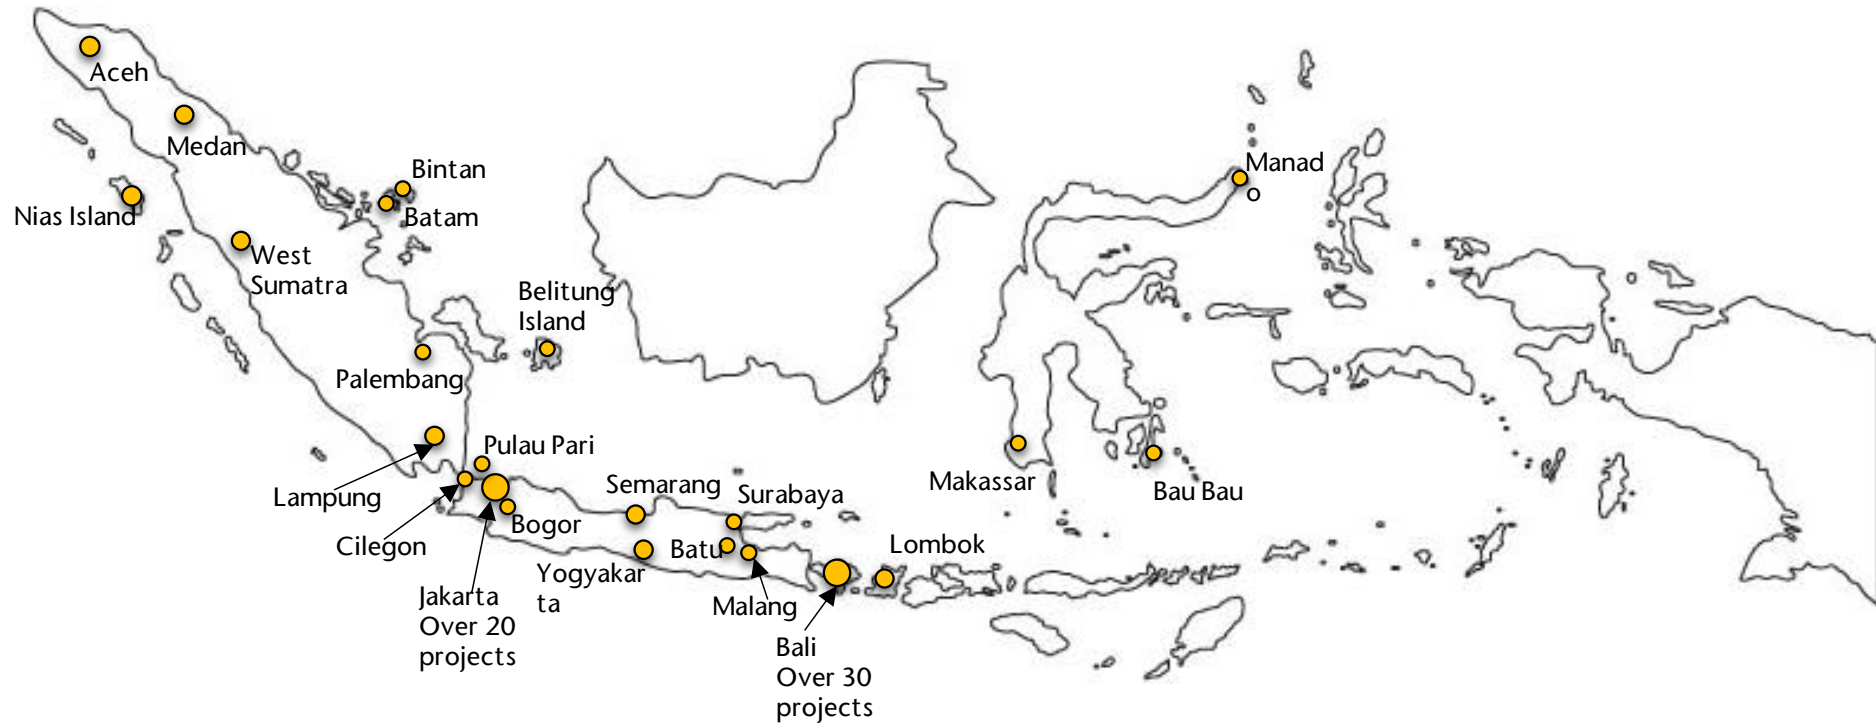 Aceh
Medan
Bintan
Manad
o
Nias Island
Batam
West
Sumatra
Belitung
Island
Palembang
Pulau Pari
Lampung
Semarang
Surabaya
Makassar
Bau Bau
Bogor
Cilegon
Batu
Lombok
Yogyakar
ta
Jakarta
Over 20
projects
Malang
Bali
Over 30
projects